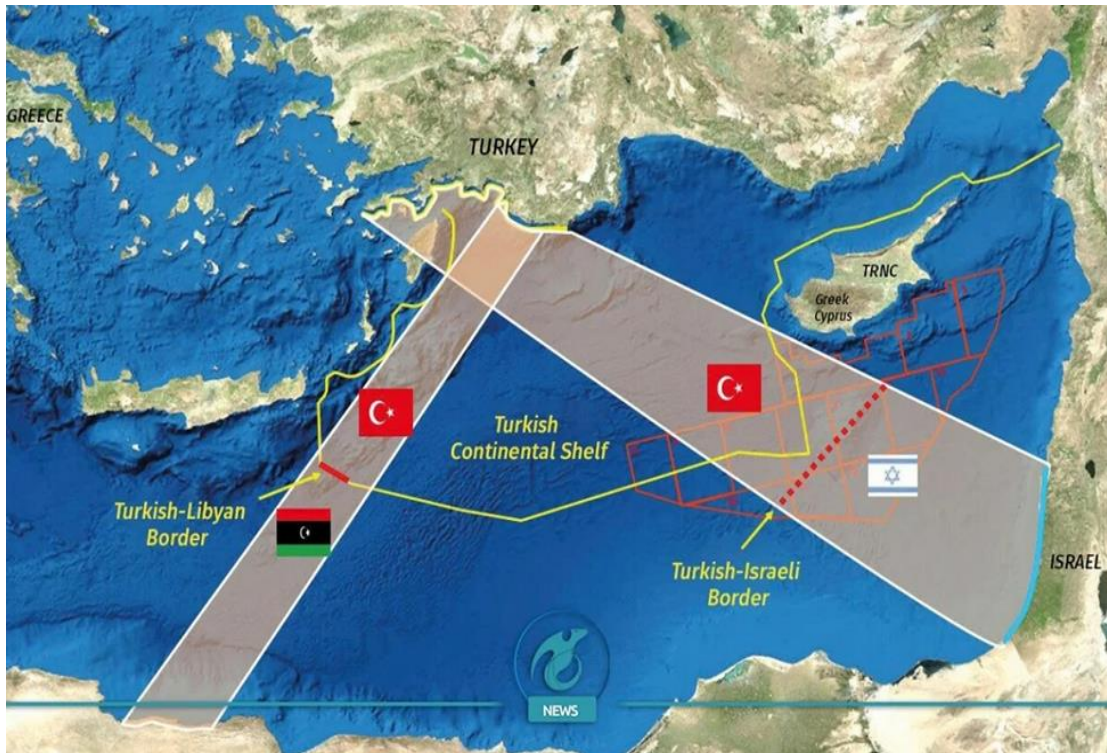 GREECE
TURKEY
TRNC
Greek
Cyprus
Turkish
Continental Shelf
Turkish-Libyan
Border
Turkish-Israeli
Border
ISRAEL
NEWS